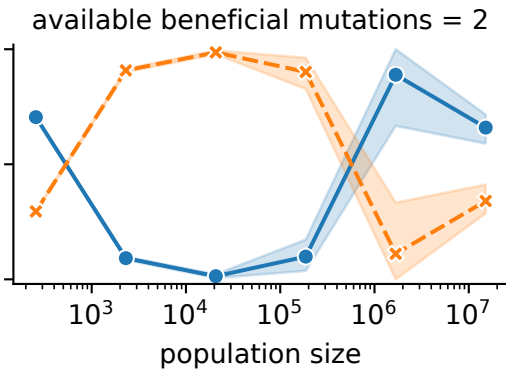 available beneficial mutations = 2
10³ 10⁴ 10⁵ 10⁶ 10⁷
population size